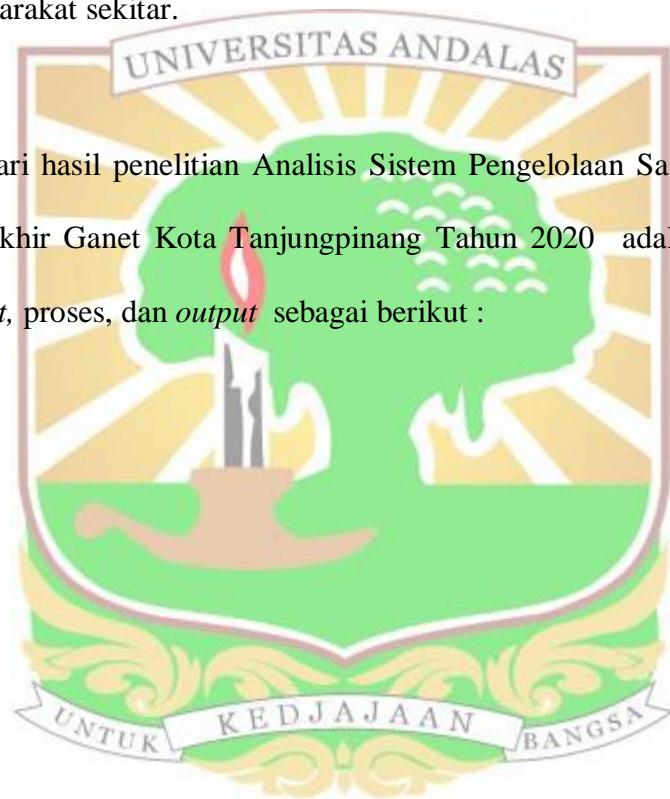 arakat sekitar.
UNIVERSITAS ANDALAS
ari hasil penelitian Analisis Sistem Pengelolaan Sa
khir Ganet Kota Tanjungpinang Tahun 2020 adal
t, proses, dan output sebagai berikut :
UNTUK KEDJAJAAN BANGSA